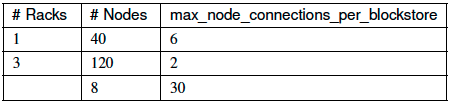 # Racks # Nodes max_node_connections_per_blockstore
1 40 6
3 120 2
8 30